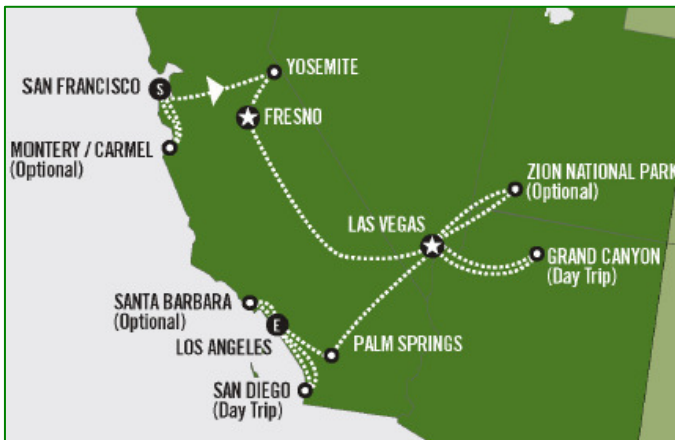 YOSEMITE
SAN FRANCISCO
S
FRESNO
MONTERY / CARMEL
(Optional)
ZION NATIONAL PARK
(Optional)
LAS VEGAS
GRAND CANYON
(Day Trip)
SANTA BARBARA
(Optional)
E
LOS ANGELES
PALM SPRINGS
SAN DIEGO
(Day Trip)